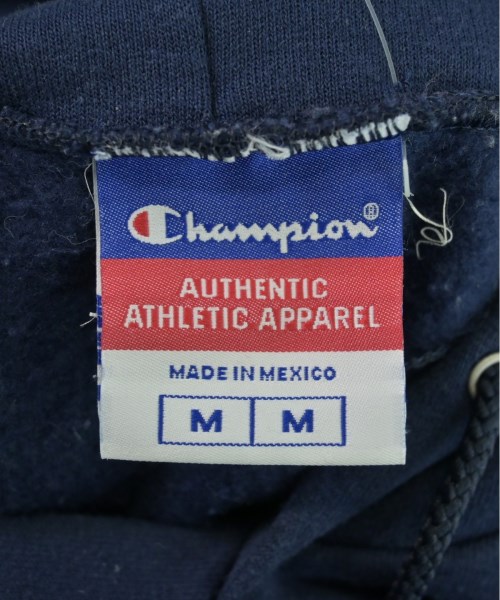 Champion®
AUTHENTIC
ATHLETIC APPAREL
MADE IN MEXICO
M M